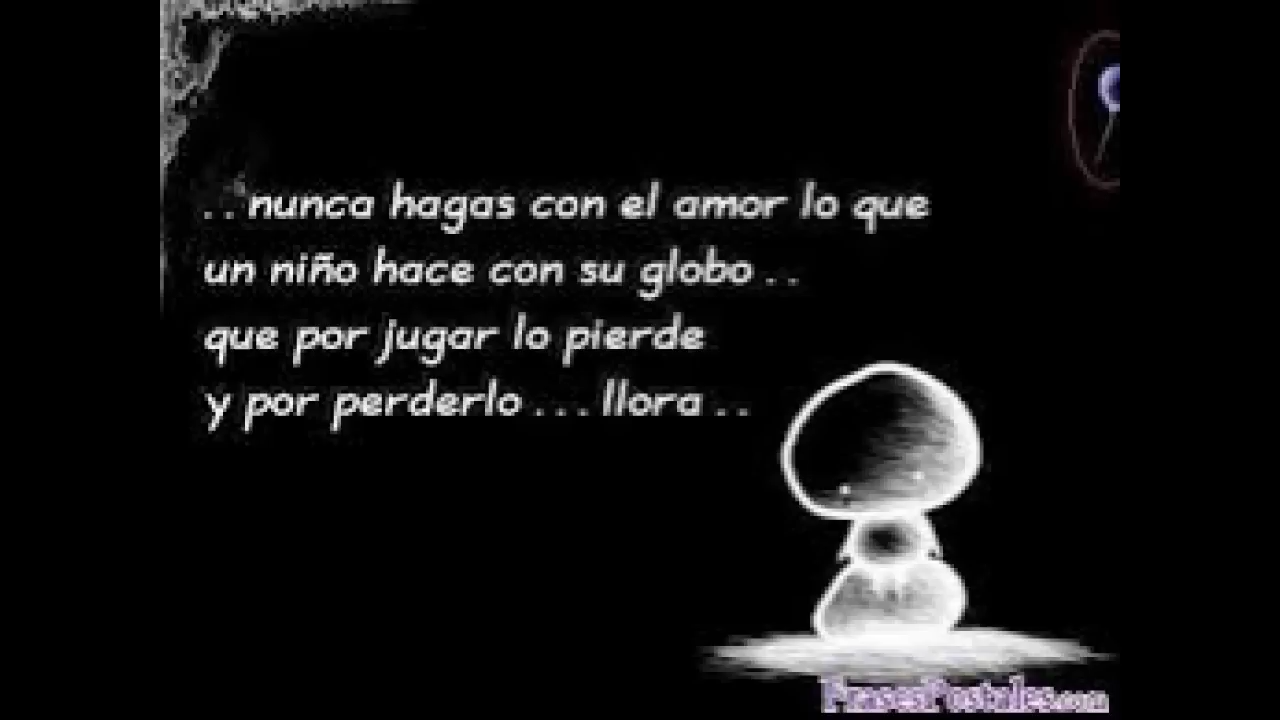 . . nunca hagas con el amor lo que
un niño hace con su globo . .
que por jugar lo pierde
y por perderlo . . . llora . .
FrasesPostales.com